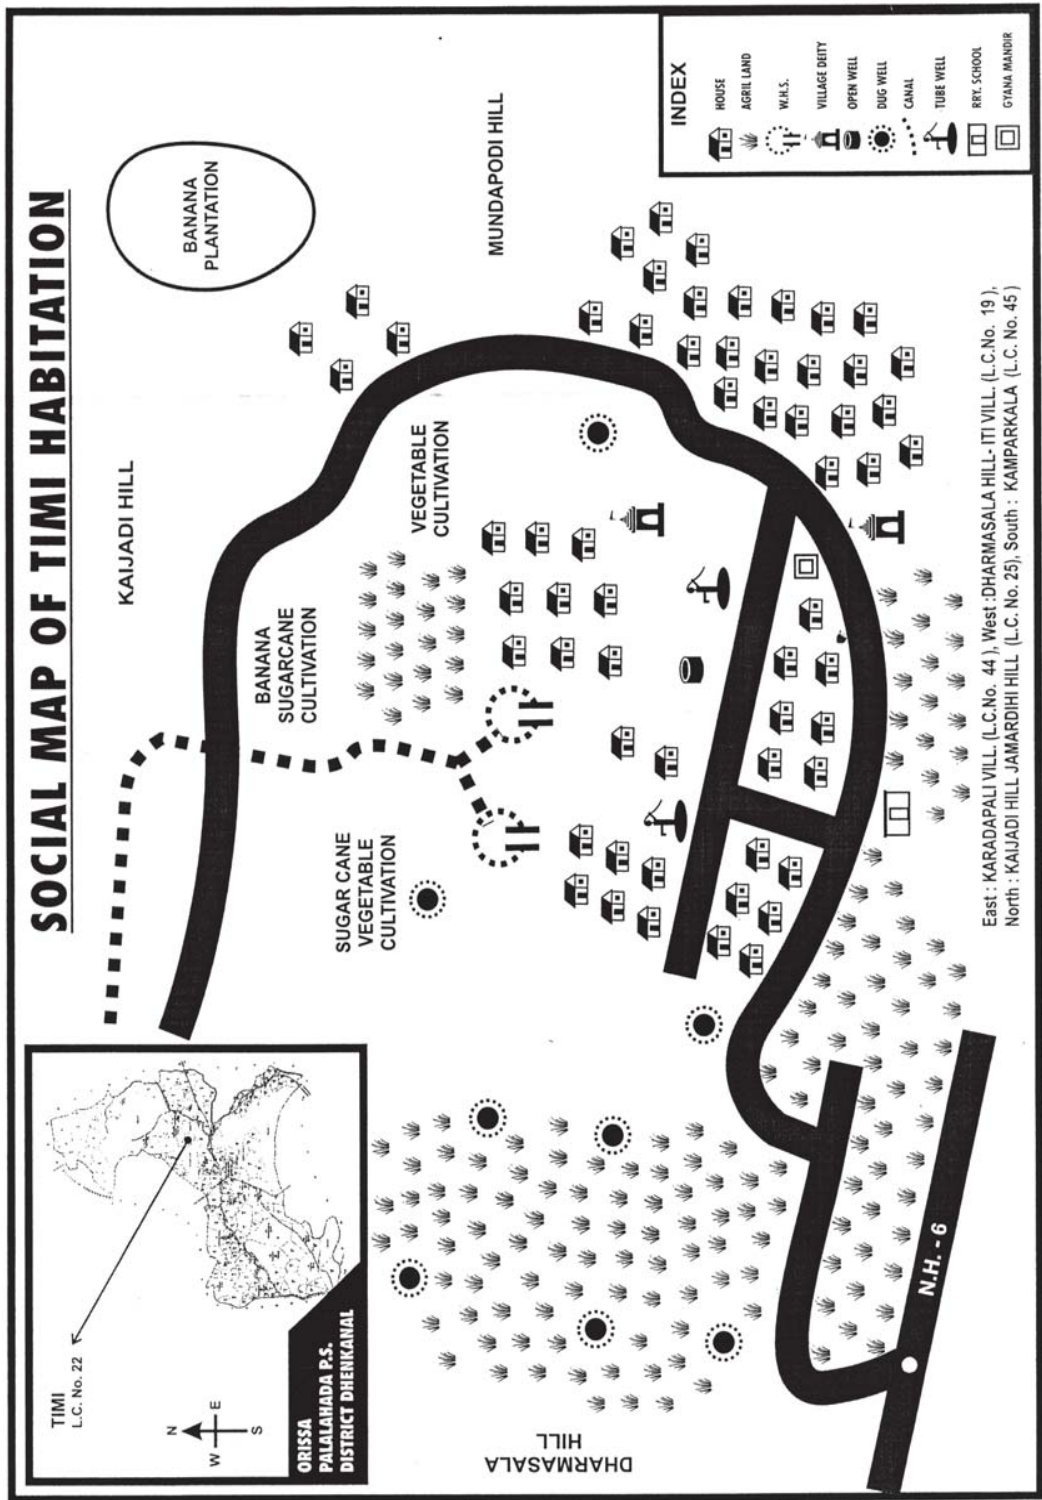 SOCIAL MAP OF TIMI HABITATION
TIMI
L.C. No. 22
N
W
E
S
ORISSA
PALALAHADA P.S.
DISTRICT DHENKANAL
KAIJADI HILL
BANANA
PLANTATION
MUNDAPODI HILL
BANANA
SUGARCANE
CULTIVATION
VEGETABLE
CULTIVATION
SUGAR CANE
VEGETABLE
CULTIVATION
DHARMASALA
HILL
N.H. - 6
INDEX
HOUSE
AGRIL LAND
W.H.S.
VILLAGE DEITY
OPEN WELL
DUG WELL
CANAL
TUBE WELL
RRY. SCHOOL
GYANA MANDIR
East : KARADAPALI VILL. (L.C.No. 44 ), West :DHARMASALA HILL- ITI VILL. (L.C.No. 19 ),
North : KAIJADI HILL JAMARDIHI HILL (L.C. No. 25), South : KAMPARKALA (L.C. No. 45 )